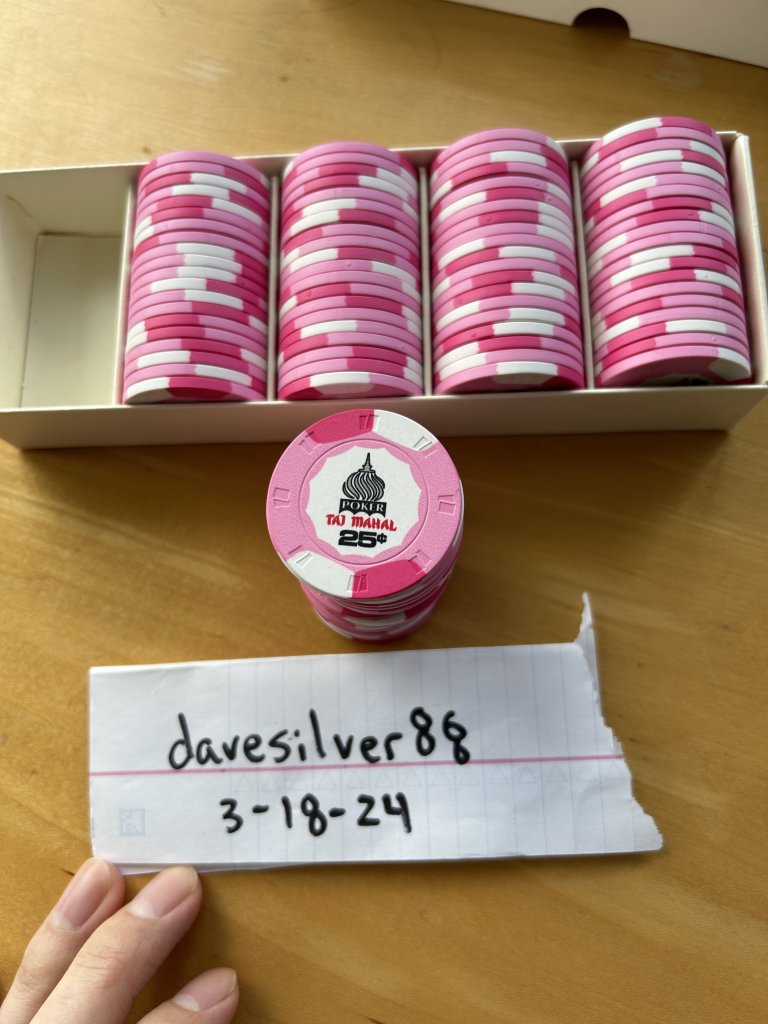 POKER
TAJ MAHAL
25¢
davesilver88
3-18-24